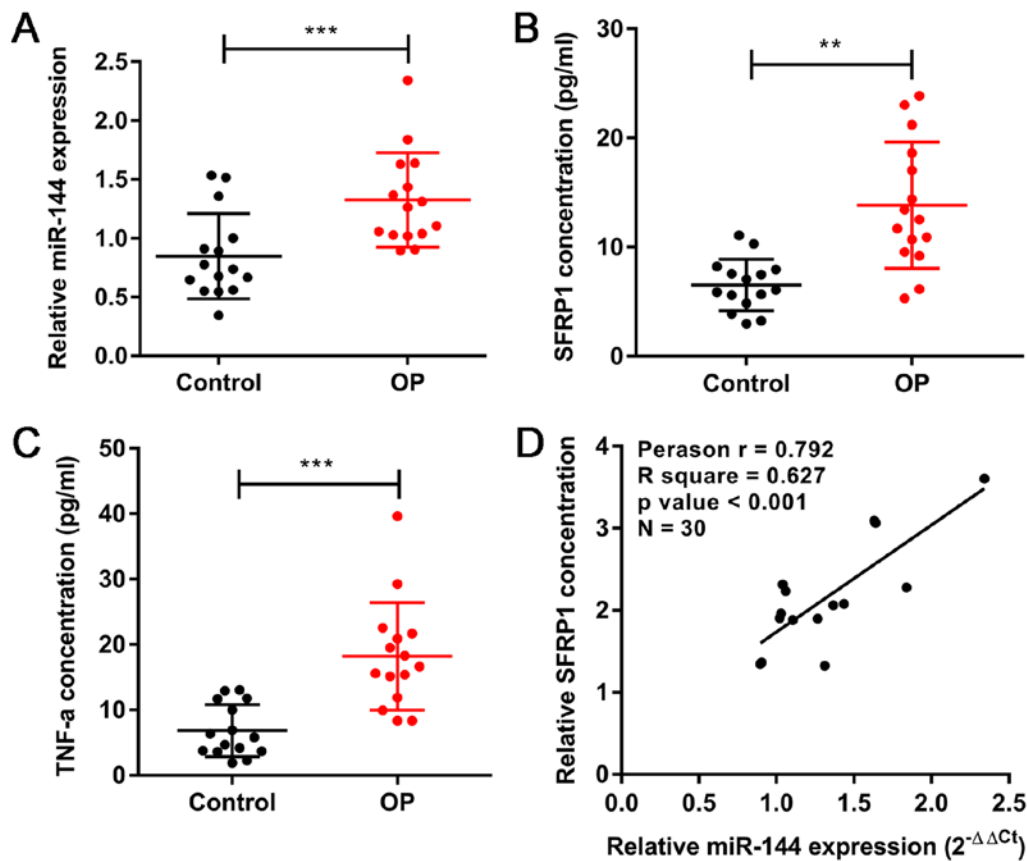 A
Relative miR-144 expression
2.5
2.0
1.5
1.0
0.5
0.0
***
Control
OP
B
SFRP1 concentration (pg/ml)
30
20
10
0
**
Control
OP
C
TNF-a concentration (pg/ml)
50
40
30
20
10
0
***
Control
OP
D
Relative SFRP1 concentration
4
3
2
1
0
Perason r = 0.792
R square = 0.627
p value < 0.001
N = 30
0.0 0.5 1.0 1.5 2.0 2.5
Relative miR-144 expression (2-Δ ΔCt)